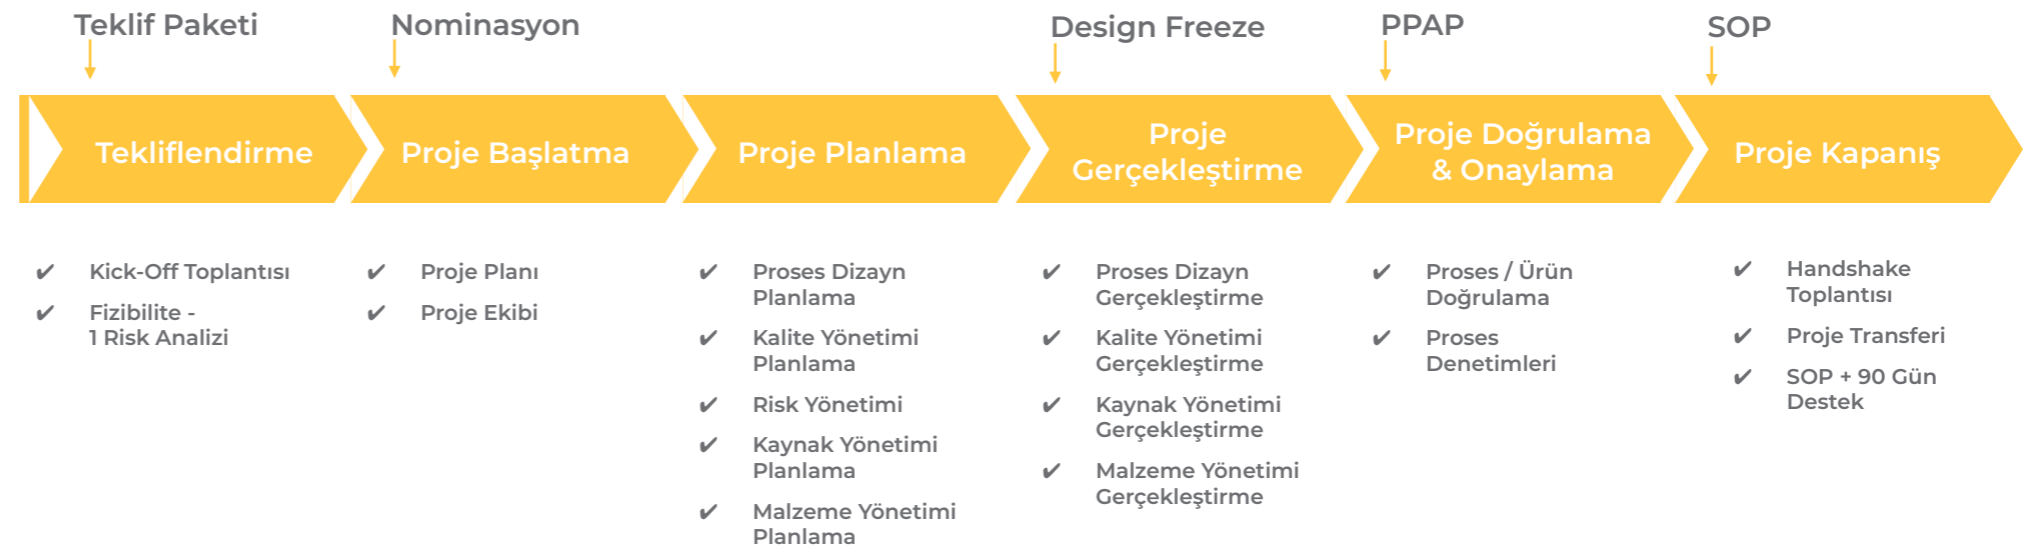 Teklif Paketi
Nominasyon
Design Freeze
PPAP
SOP
Tekliflendirme
Proje Başlatma
Proje Planlama
Proje
Gerçekleştirme
Proje Doğrulama
& Onaylama
Proje Kapanış
✔ Kick-Off Toplantısı
✔ Fizibilite -
1 Risk Analizi
✔ Proje Planı
✔ Proje Ekibi
✔ Proses Dizayn
Planlama
✔ Kalite Yönetimi
Planlama
✔ Risk Yönetimi
✔ Kaynak Yönetimi
Planlama
✔ Malzeme Yönetimi
Planlama
✔ Proses Dizayn
Gerçekleştirme
✔ Kalite Yönetimi
Gerçekleştirme
✔ Kaynak Yönetimi
Gerçekleştirme
✔ Malzeme Yönetimi
Gerçekleştirme
✔ Proses / Ürün
Doğrulama
✔ Proses
Denetimleri
✔ Handshake
Toplantısı
✔ Proje Transferi
✔ SOP + 90 Gün
Destek